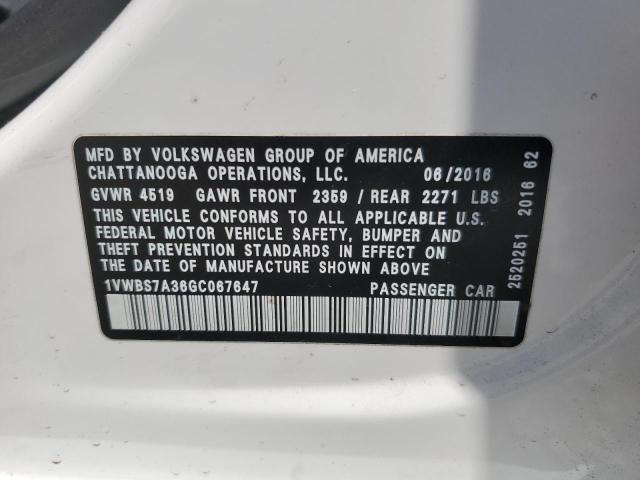 MFD BY VOLKSWAGEN GROUP OF AMERICA
CHATTANOOGA OPERATIONS, LLC. 06/2016
GVWR 4519 GAWR FRONT 2359 / REAR 2271 LBS
THIS VEHICLE CONFORMS TO ALL APPLICABLE U.S.
FEDERAL MOTOR VEHICLE SAFETY, BUMPER AND
THEFT PREVENTION STANDARDS IN EFFECT ON
THE DATE OF MANUFACTURE SHOWN ABOVE
1VWBS7A36GC067647 PASSENGER CAR
2520251 2016 62